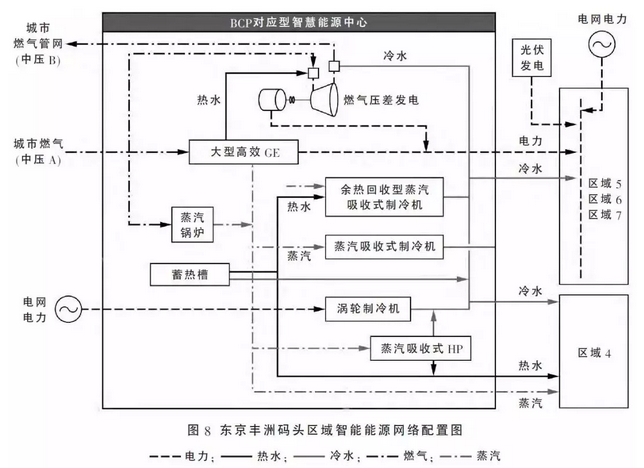 BCP对应型智慧能源中心
城市
燃气管网
(中压 B)
电网电力
光伏
发电
冷水
热水
燃气压差发电
城市燃气
(中压 A)
大型高效 GE
电力
冷水
余热回收型蒸汽
吸收式制冷机
热水
区域 5
区域 6
区域 7
蒸汽
锅炉
蒸汽吸收式制冷机
蒸汽
蓄热槽
电网
电力
涡轮制冷机
冷水
蒸汽吸收式 HP
区域 4
热水
蒸汽
图 8 东京丰洲码头区域智能能源网络配置图
电力； 热水； 冷水； 燃气； 蒸汽